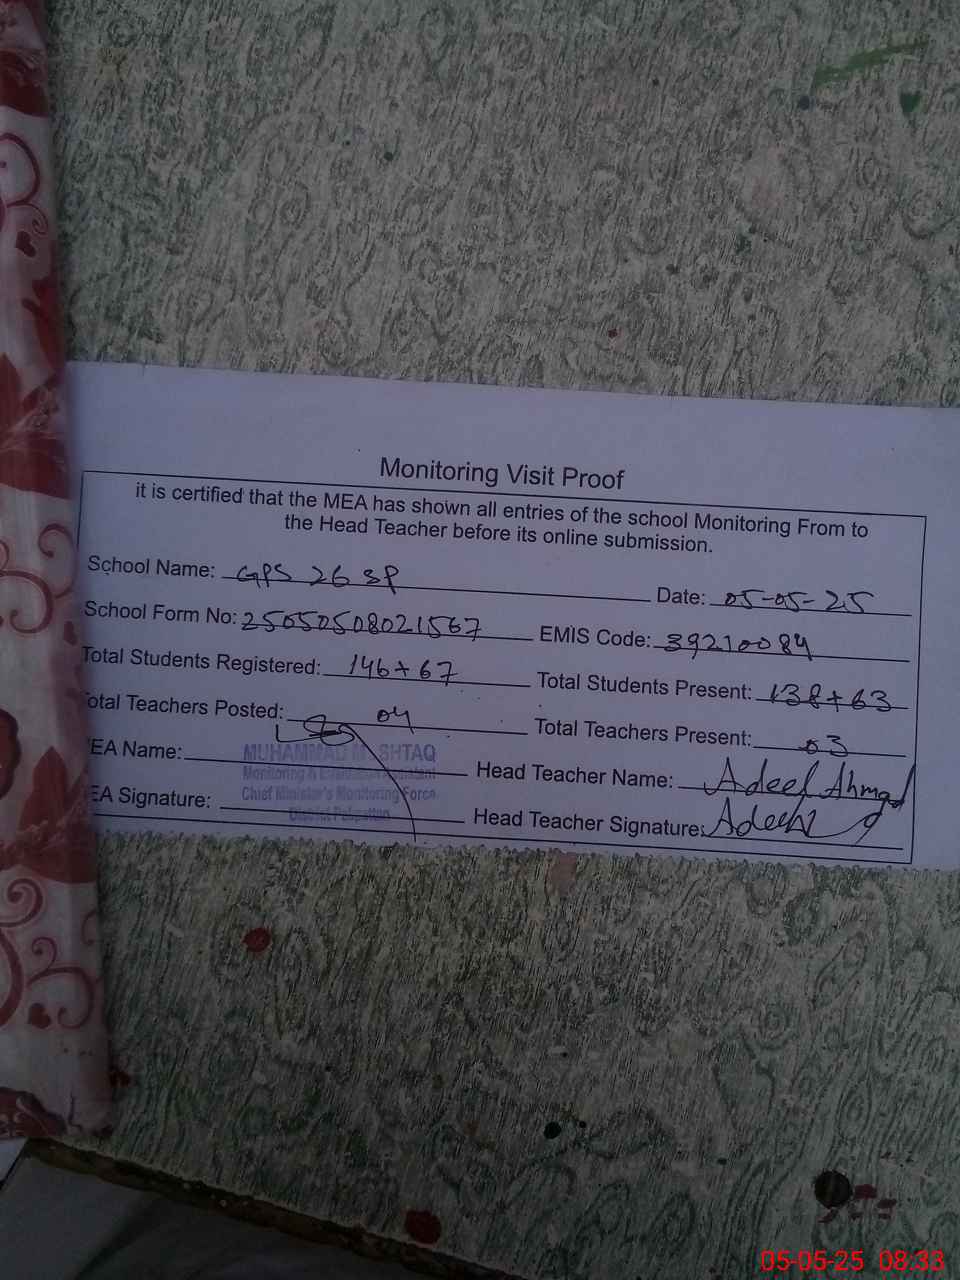 Monitoring Visit Proof
it is certified that the MEA has shown all entries of the school Monitoring From to
the Head Teacher before its online submission.
School Name: GPS 26 SP Date: 05-05-25
School Form No: 25050508021567 EMIS Code: 39210084
Total Students Registered: 146+67 Total Students Present: 138+63
Total Teachers Posted: 04 Total Teachers Present: 03
EA Name: MUHAMMAD M SHTAQ Head Teacher Name: Adeel Ahmad
Monitoring & Evaluation Assistant
Chief Minister's Monitoring Force
EA Signature: Head Teacher Signature: Adeel
District Pakpattan
05-05-25 08:33